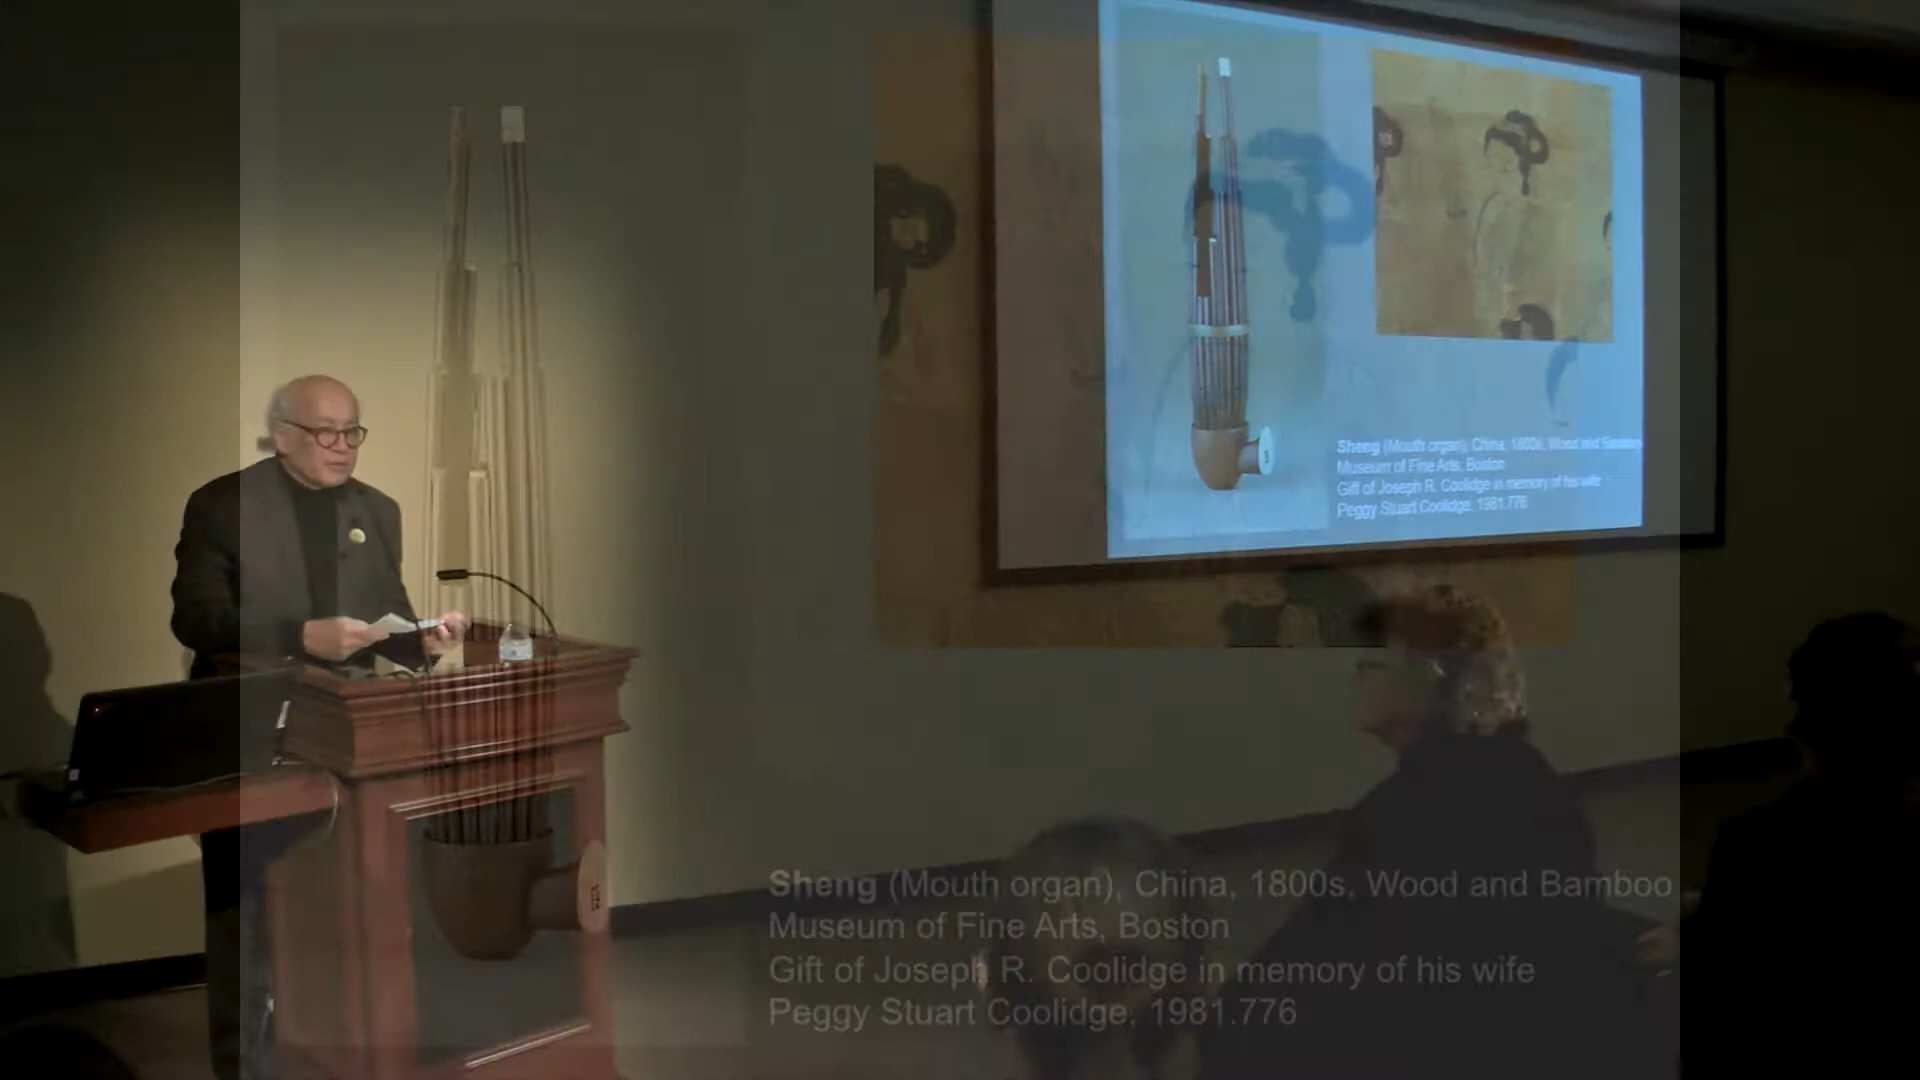 Sheng (Mouth organ), China, 1800s, Wood and Bamboo
Museum of Fine Arts, Boston
Gift of Joseph R. Coolidge in memory of his wife
Peggy Stuart Coolidge, 1981.776
Sheng (Mouth organ), China, 1800s, Wood and Bamboo
Museum of Fine Arts, Boston
Gift of Joseph R. Coolidge in memory of his wife
Peggy Stuart Coolidge, 1981.776